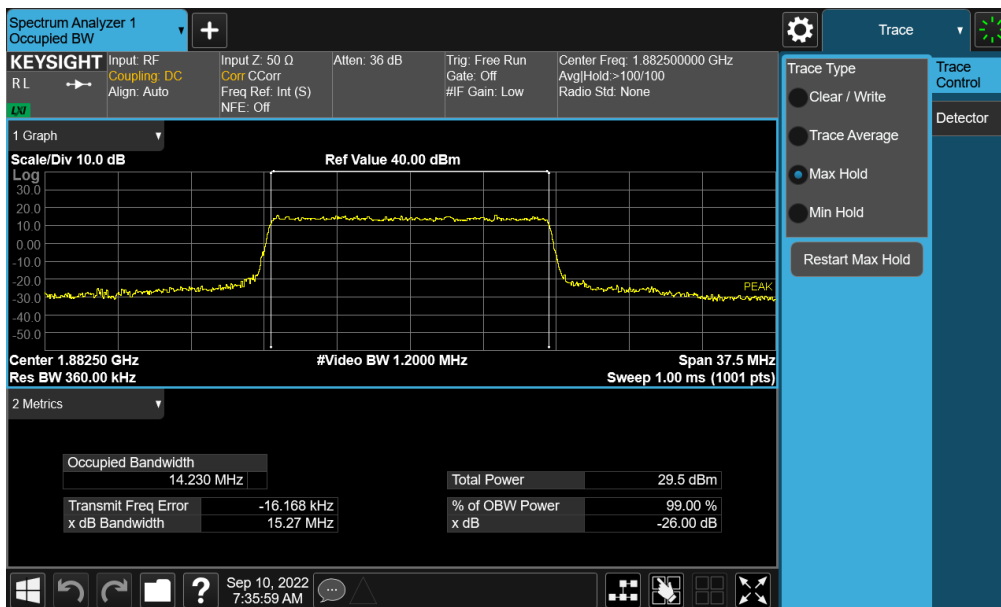 Spectrum Analyzer 1
Occupied BW
+
Trace
KEYSIGHT
R L
LXI
Input: RF
Coupling: DC
Align: Auto
Input Z: 50 Ω
Corr CCorr
Freq Ref: Int (S)
NFE: Off
Atten: 36 dB
Trig: Free Run
Gate: Off
#IF Gain: Low
Center Freq: 1.882500000 GHz
Avg|Hold:>100/100
Radio Std: None
Trace Type
Clear / Write
Trace Average
Max Hold
Min Hold
Restart Max Hold
Trace
Control
Detector
1 Graph
Scale/Div 10.0 dB
Ref Value 40.00 dBm
Log
30.0
20.0
10.0
0.00
-10.0
-20.0
-30.0
-40.0
-50.0
PEAK
Center 1.88250 GHz
#Video BW 1.2000 MHz
Span 37.5 MHz
Res BW 360.00 kHz
Sweep 1.00 ms (1001 pts)
2 Metrics
Occupied Bandwidth
14.230 MHz
Total Power 29.5 dBm
Transmit Freq Error -16.168 kHz
% of OBW Power 99.00 %
x dB Bandwidth 15.27 MHz
x dB -26.00 dB
?
Sep 10, 2022
7:35:59 AM